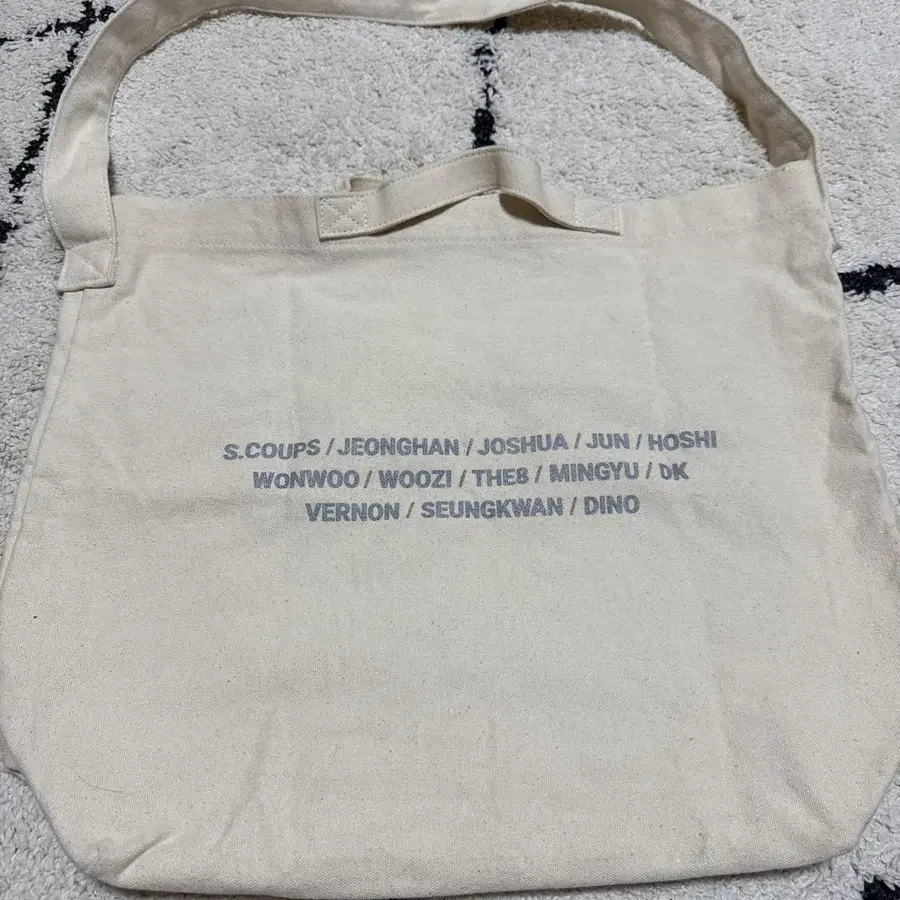 S.COUPS / JEONGHAN / JOSHUA / JUN / HOSHI
WONWOO / WOOZI / THE8 / MINGYU / DK
VERNON / SEUNGKWAN / DINO